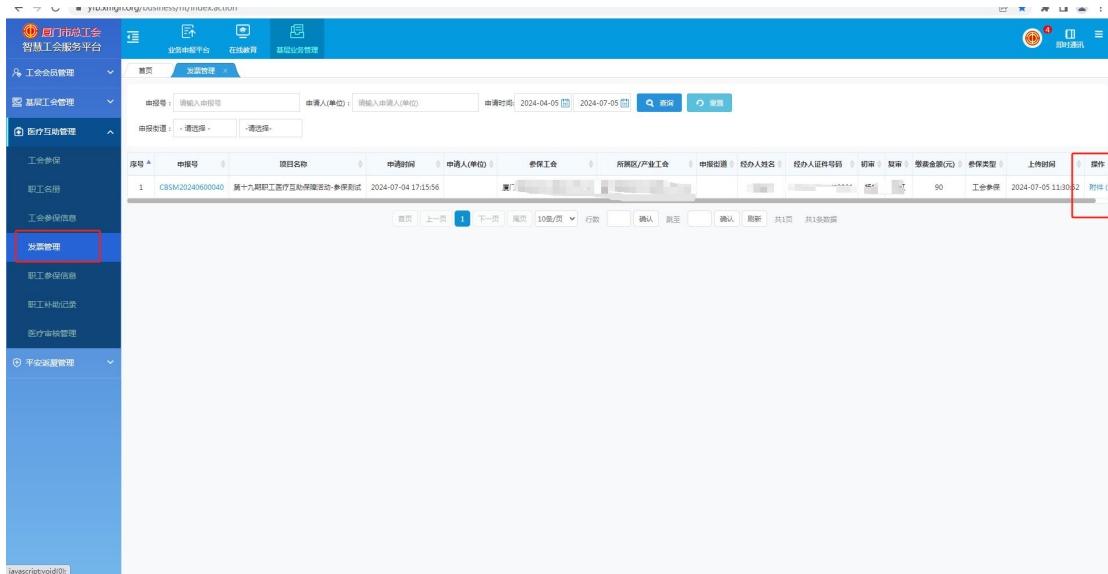 厦门市总工会
智慧工会服务平台
业务申报平台
在线教育
基层业务管理
4
即时通讯
工会会员管理
基层工会管理
医疗互助管理
工会参保
职工名册
工会参保信息
发票管理
职工参保信息
职工补助记录
医疗审核管理
平安返厦管理
首页 发票管理 ×
申报号: 请输入申报号 申请人(单位): 请输入申请人(单位) 申请时间: 2024-04-05 2024-07-05 查询 重置
申报街道: - 请选择 - -请选择-
序号 申报号 项目名称 申请时间 申请人(单位) 参保工会 所属区/产业工会 申报街道 经办人姓名 经办人证件号码 初审 复审 缴费金额(元) 参保类型 上传时间 操作
1 CBSM20240600040 第十九期职工医疗互助保障活动-参保测试 2024-07-04 17:15:56 厦门 90 工会参保 2024-07-05 11:30:52 附件 (
首页 上一页 1 下一页 尾页 10条/页 行数 确认 跳至 确认 刷新 共1页 共1条数据
javascript:void(0);